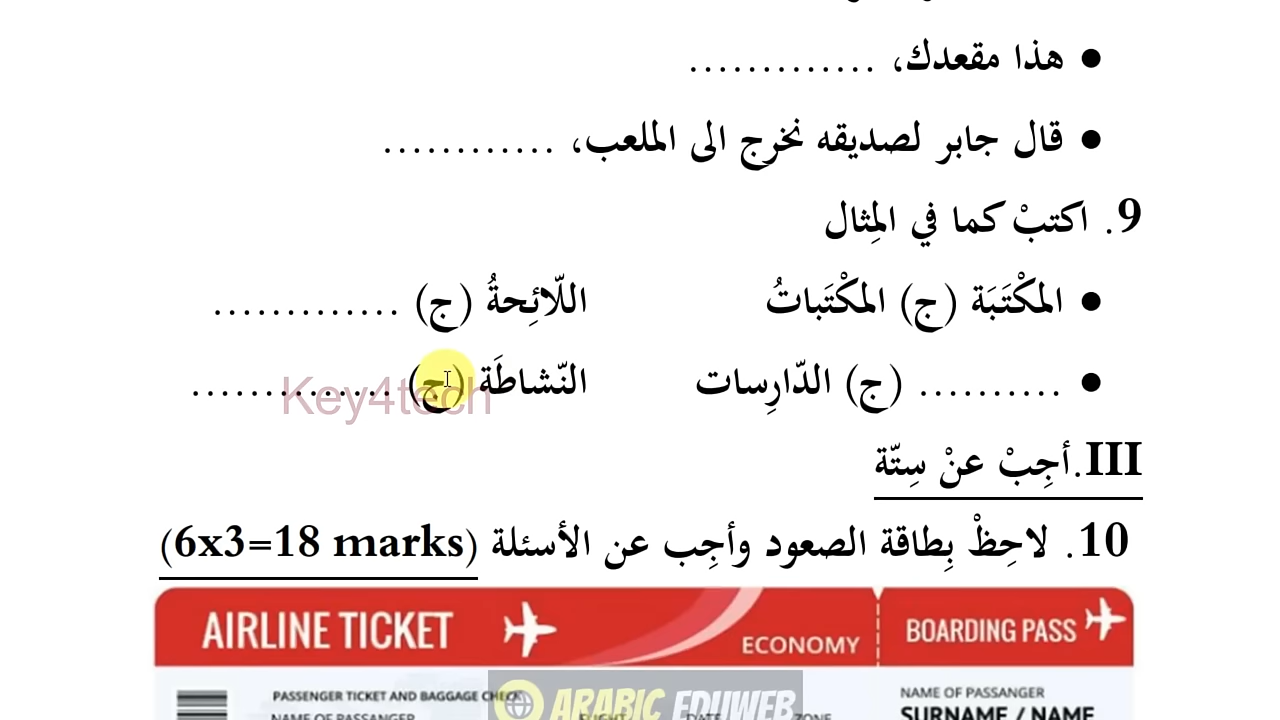 ● هذا مقعدك، .............
● قال جابر لصديقه نخرج الى الملعب، ............
9. اكتبْ كما في المِثال
● المكْتَبَة (ج) المكْتَباتُ اللّائِحةُ (ج) .............
● .......... (ج) الدّارِسات النّشاطَة (ج) ..............
Key4tech
III.أجِبْ عنْ سِتّة
10. لاحِظْ بِطاقة الصعود وأجِب عن الأسئلة (6x3=18 marks)
AIRLINE TICKET ECONOMY BOARDING PASS
PASSENGER TICKET AND BAGGAGE CHECK
NAME OF PASSANGER
ARABIC EDUWEB
NAME OF PASSANGER FLIGHT DATE ZONE
SURNAME / NAME